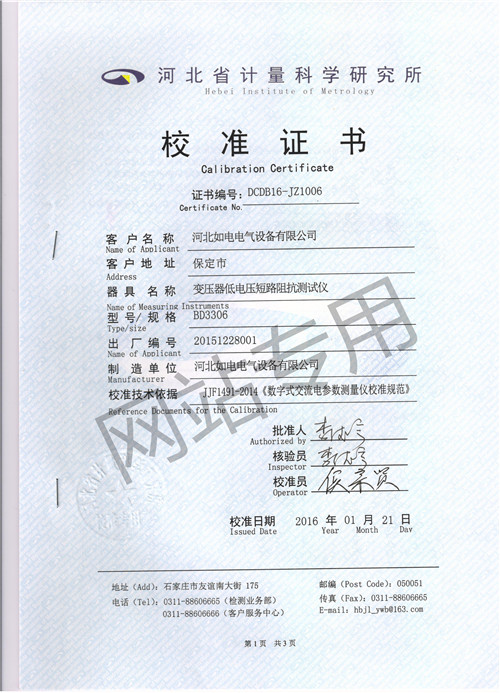 河北省计量科学研究所
Hebei Institute of Metrology
校准证书
Calibration Certificate
证书编号: DCDB16-JZ1006
Certificate No.
客户名称 河北如电电气设备有限公司
Name of Applicant
客户地址 保定市
Address
器具名称 变压器低电压短路阻抗测试仪
Name of Measuring Instruments
型号/规格 BD3306
Type/size
出厂编号 20151228001
Name of Applicant
制造单位 河北如电电气设备有限公司
Manufacturer
校准技术依据 JJF1491-2014《数字式交流电参数测量仪校准规范》
Reference Documents for the Calibration
网站专用
批准人
Authorized by
核验员
Inspector
校准员
Operator
校准日期 2016 年 01 月 21 日
Issued Date Year Month Day
地址 (Add): 石家庄市友谊南大街 175
邮编 (Post Code): 050051
电话 (Tel): 0311-88606665 (检测业务部)
传真 (Fax): 0311-88606665
0311-88606666 (客户服务中心)
E-mail: hbjl_ywb@163.com
第 1 页 共 3 页